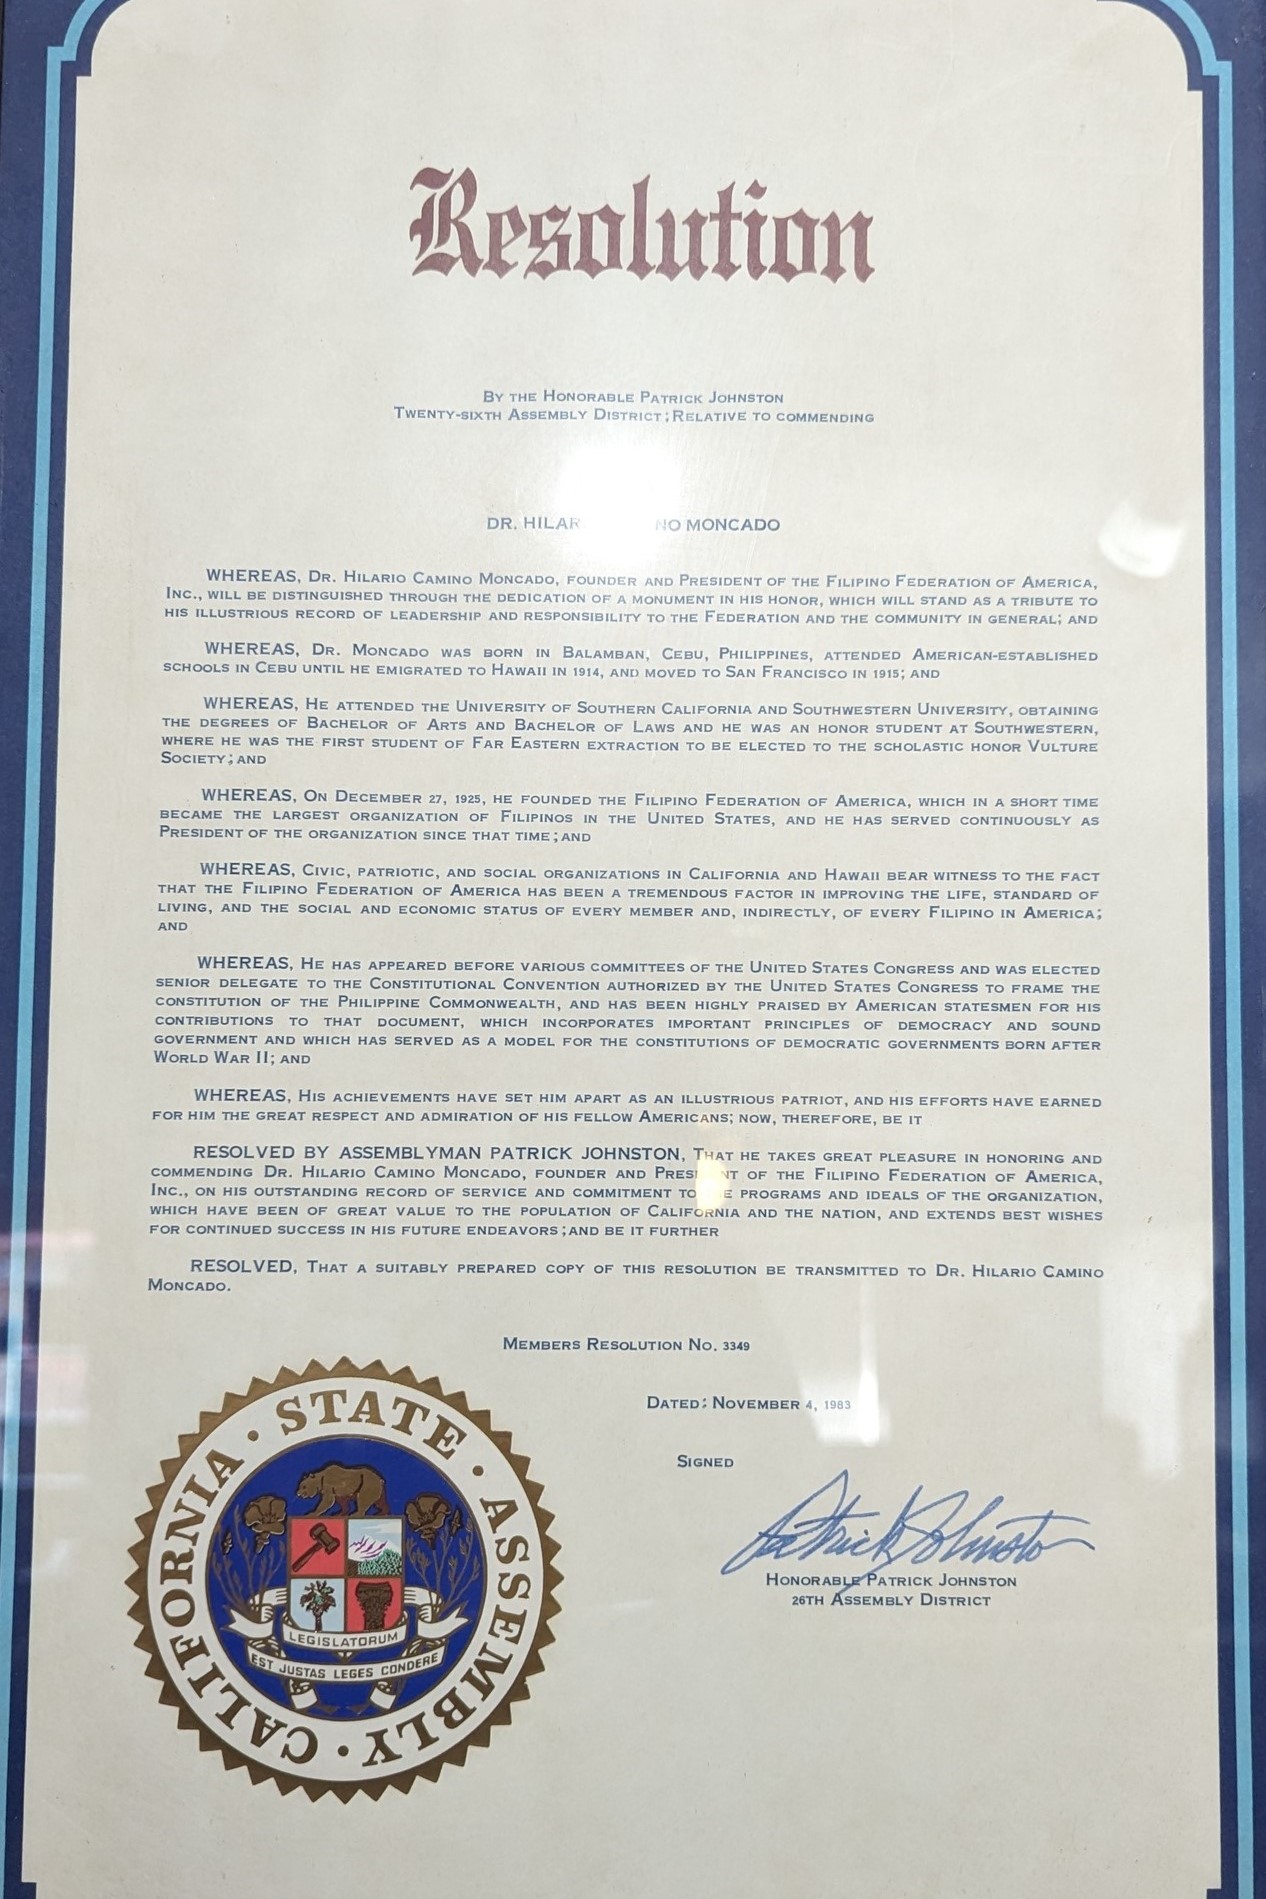 Resolution
By the Honorable Patrick Johnston
Twenty-sixth Assembly District; Relative to commending
DR. HILAR NO MONCADO
WHEREAS, Dr. Hilario Camino Moncado, founder and President of the Filipino Federation of America,
Inc., will be distinguished through the dedication of a monument in his honor, which will stand as a tribute to
his illustrious record of leadership and responsibility to the Federation and the community in general; and
WHEREAS, Dr. Moncado was born in Balamban, Cebu, Philippines, attended American-established
schools in Cebu until he emigrated to Hawaii in 1914, and moved to San Francisco in 1915; and
WHEREAS, He attended the University of Southern California and Southwestern University, obtaining
the degrees of Bachelor of Arts and Bachelor of Laws and he was an honor student at Southwestern,
where he was the first student of Far Eastern extraction to be elected to the scholastic honor Vulture
Society; and
WHEREAS, On December 27, 1925, he founded the Filipino Federation of America, which in a short time
became the largest organization of Filipinos in the United States, and he has served continuously as
President of the organization since that time; and
WHEREAS, Civic, patriotic, and social organizations in California and Hawaii bear witness to the fact
that the Filipino Federation of America has been a tremendous factor in improving the life, standard of
living, and the social and economic status of every member and, indirectly, of every Filipino in America;
and
WHEREAS, He has appeared before various committees of the United States Congress and was elected
senior delegate to the Constitutional Convention authorized by the United States Congress to frame the
constitution of the Philippine Commonwealth, and has been highly praised by American statesmen for his
contributions to that document, which incorporates important principles of democracy and sound
government and which has served as a model for the constitutions of democratic governments born after
World War II; and
WHEREAS, His achievements have set him apart as an illustrious patriot, and his efforts have earned
for him the great respect and admiration of his fellow Americans; now, therefore, be it
RESOLVED BY ASSEMBLYMAN PATRICK JOHNSTON, That he takes great pleasure in honoring and
commending Dr. Hilario Camino Moncado, founder and President of the Filipino Federation of America,
Inc., on his outstanding record of service and commitment to the programs and ideals of the organization,
which have been of great value to the population of California and the nation, and extends best wishes
for continued success in his future endeavors; and be it further
RESOLVED, That a suitably prepared copy of this resolution be transmitted to Dr. Hilario Camino
Moncado.
Members Resolution No. 3349
Dated: November 4, 1983
Signed
Patrick Johnston
Honorable Patrick Johnston
26th Assembly District
CALIFORNIA · STATE · ASSEMBLY ·
LEGISLATORUM
EST JUSTAS LEGES CONDERE